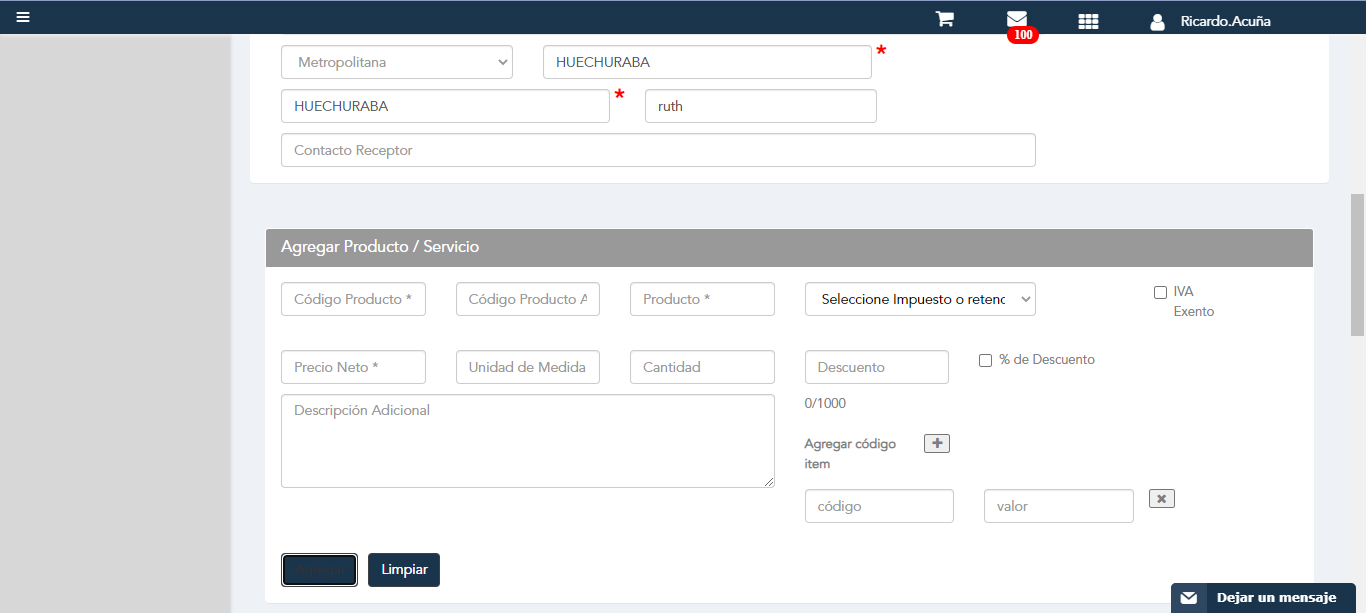 Ricardo.Acuña
100
Metropolitana
HUECHURABA *
HUECHURABA *
ruth
Contacto Receptor
Agregar Producto / Servicio
Código Producto *
Código Producto A
Producto *
Seleccione Impuesto o retenc
IVA
Exento
Precio Neto *
Unidad de Medida
Cantidad
Descuento
% de Descuento
Descripción Adicional
0/1000
Agregar código
item
código
valor
Agregar
Limpiar
Dejar un mensaje